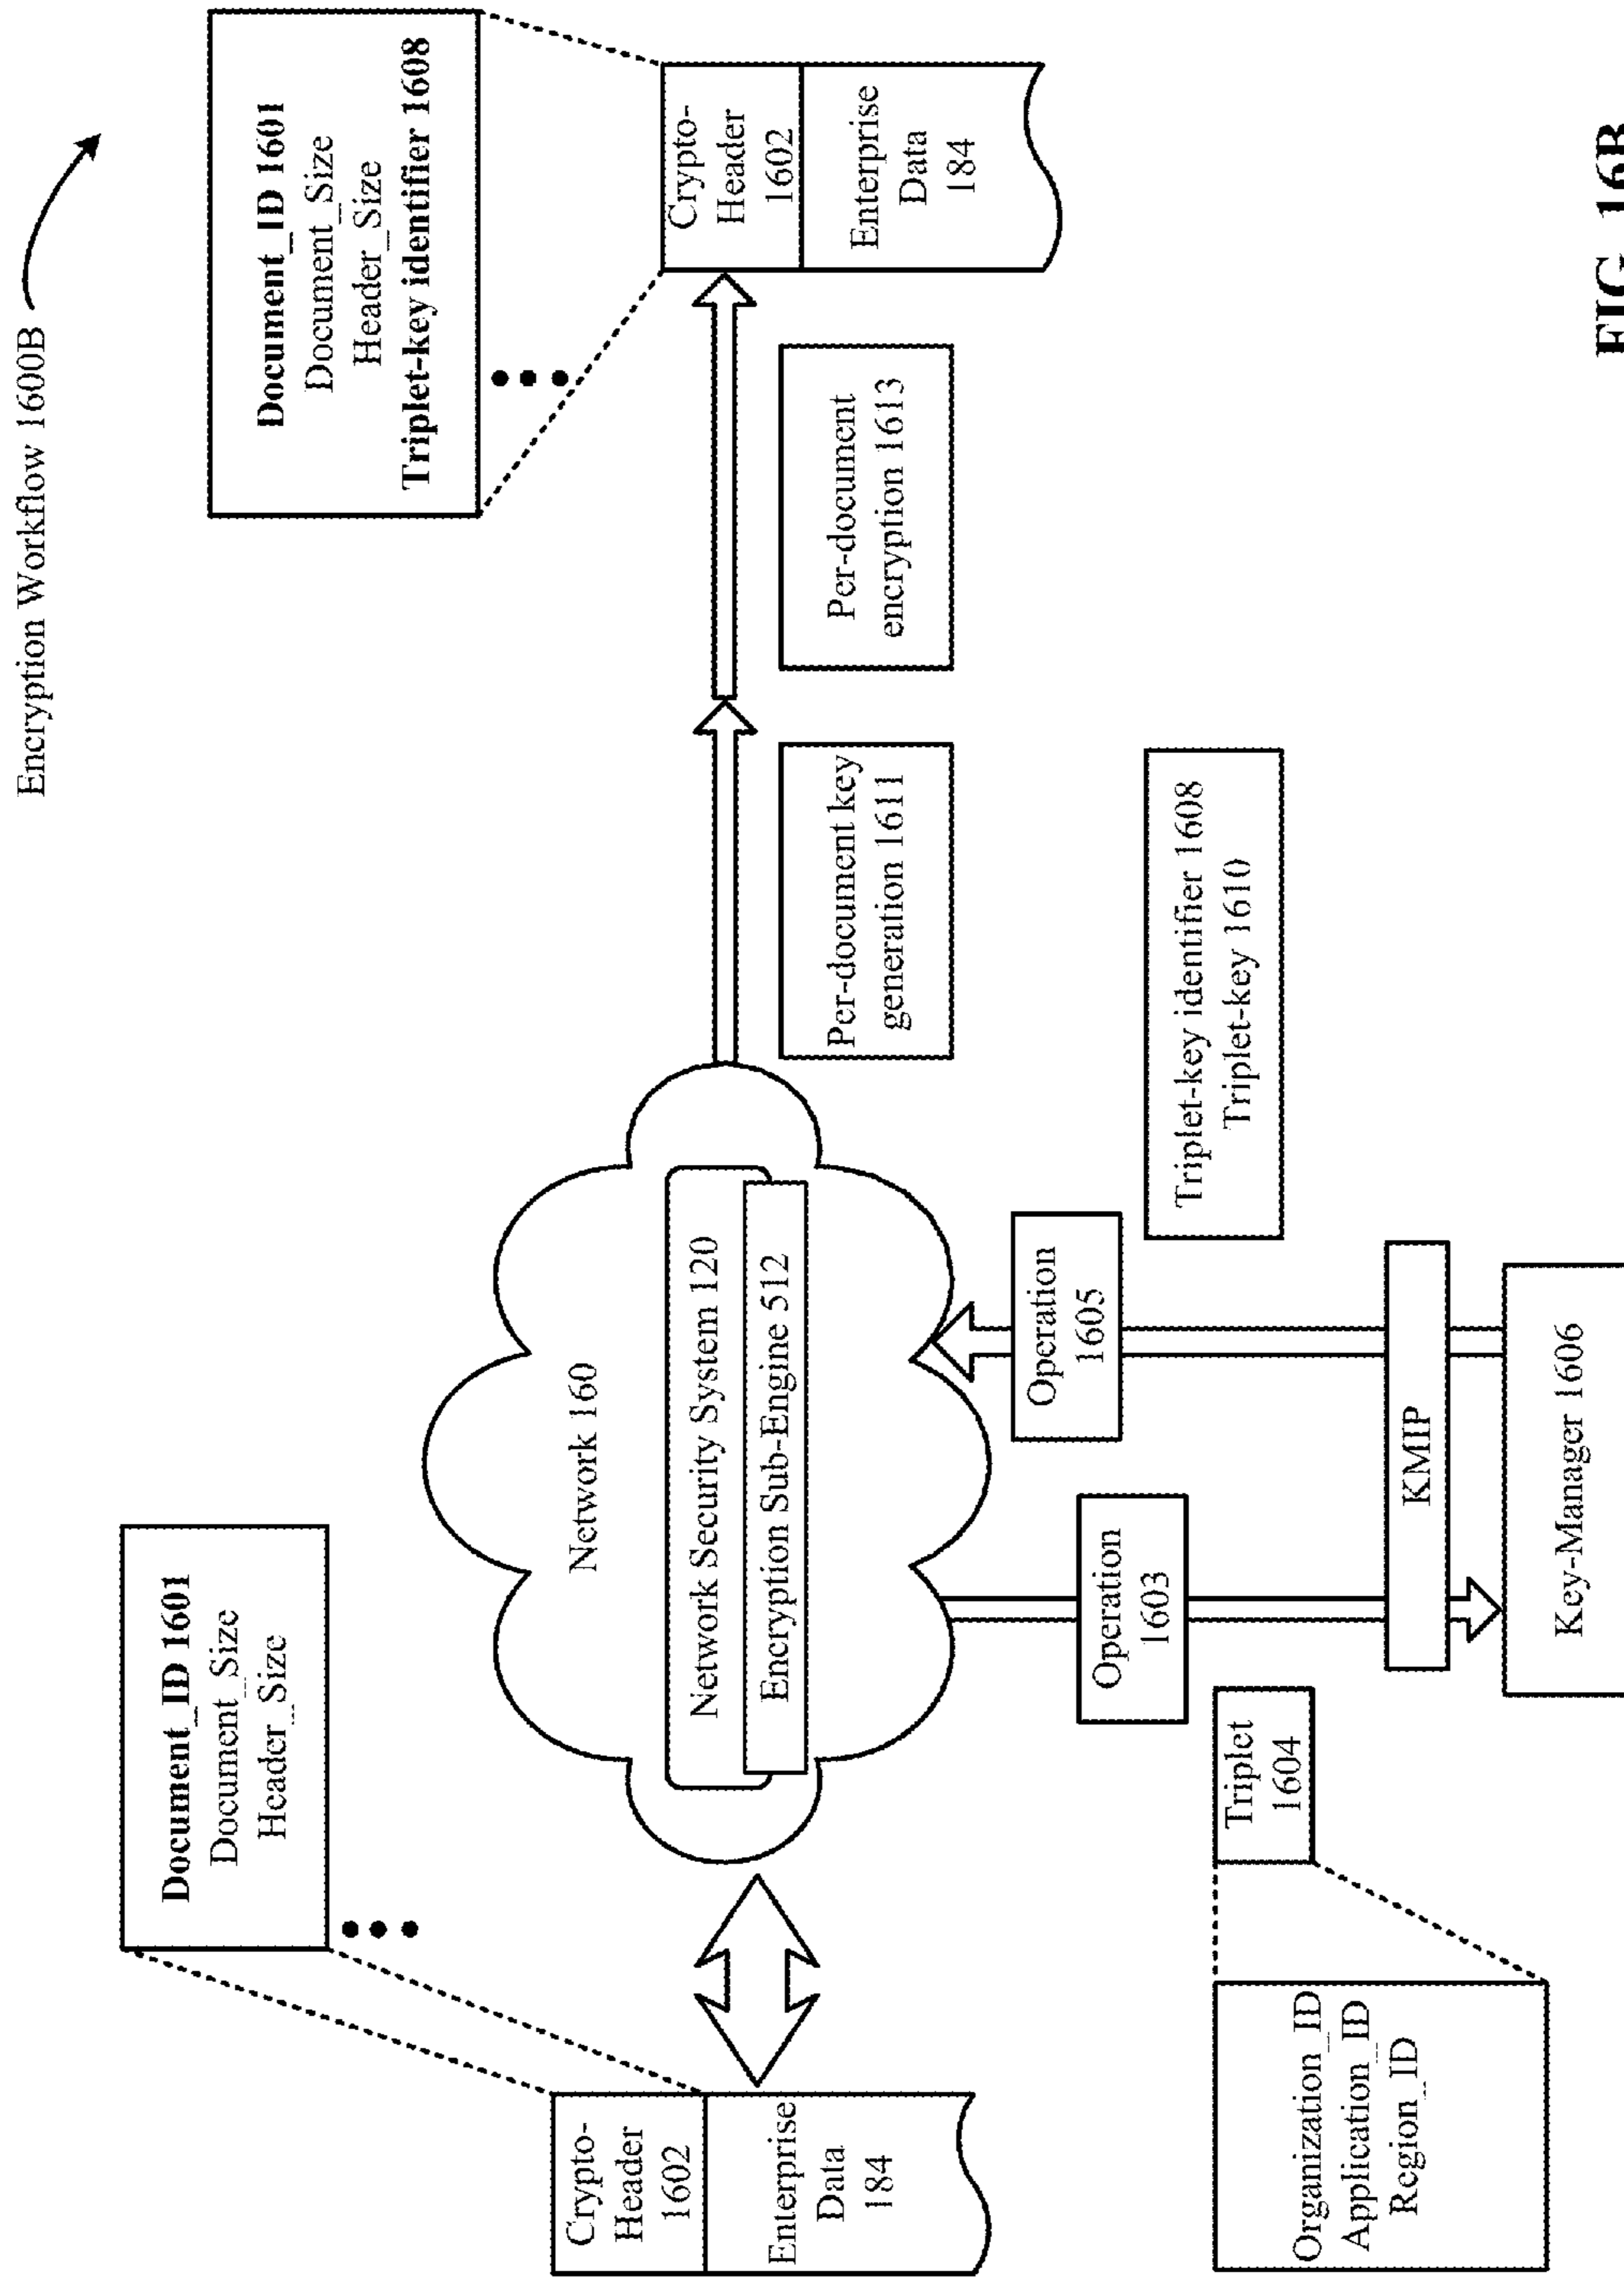 Encryption Workflow 1600B
Document_ID 1601
Document_Size
Header_Size
Document_ID 1601
Document_Size
Header_Size
Triplet-key identifier 1608
Crypto-
Header
1602
Enterprise
Data
184
Network 160
Network Security System 120
Encryption Sub-Engine 512
Per-document key
generation 1611
Per-document
encryption 1613
Crypto-
Header
1602
Enterprise
Data
184
Organization_ID
Application_ID
Region_ID
Triplet
1604
Operation
1603
Operation
1605
Triplet-key identifier 1608
Triplet-key 1610
KMIP
Key-Manager 1606
FIG. 16B